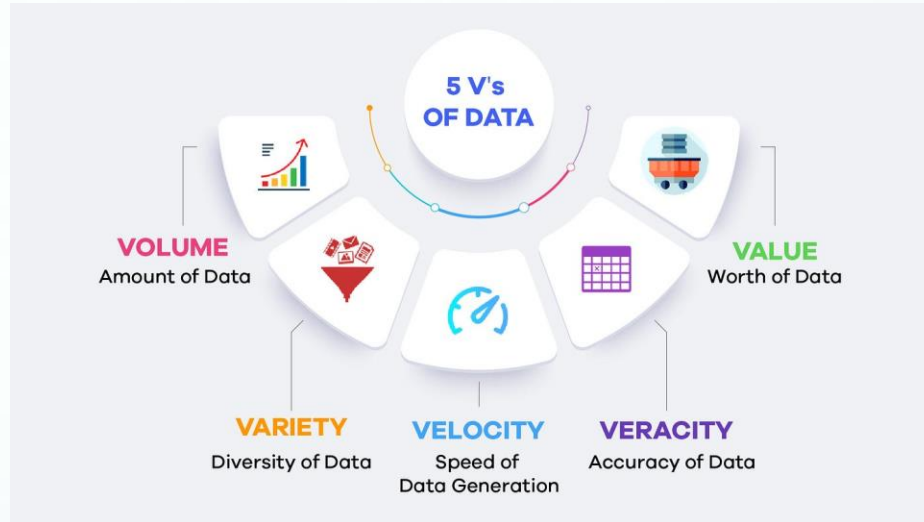 5 V's
OF DATA
VOLUME
Amount of Data
VARIETY
Diversity of Data
VELOCITY
Speed of
Data Generation
VERACITY
Accuracy of Data
VALUE
Worth of Data